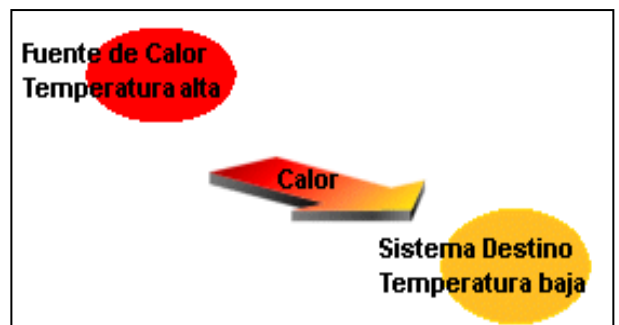 Fuente de Calor
Temperatura alta
Calor
Sistema Destino
Temperatura baja